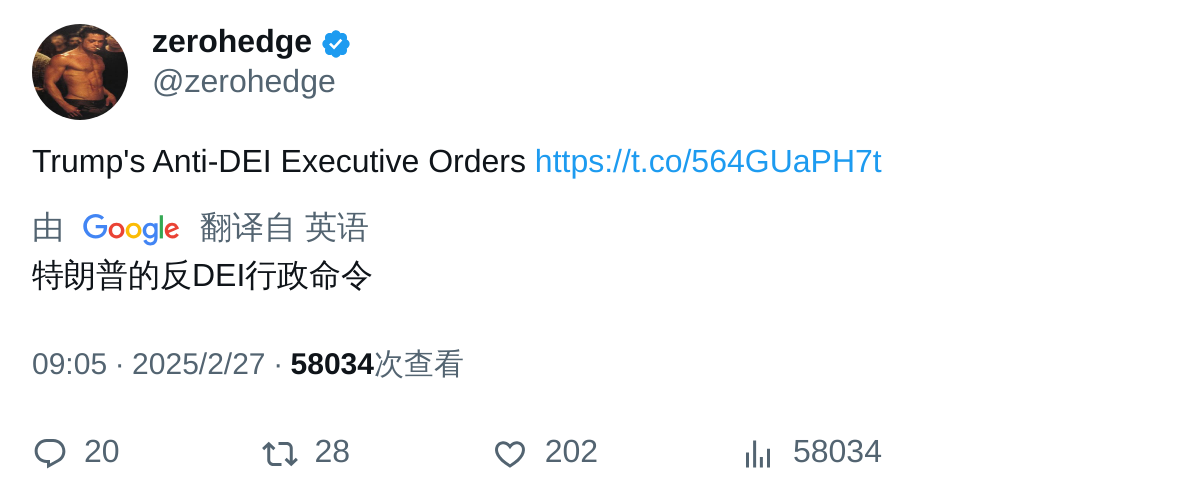 zerohedge
@zerohedge
Trump's Anti-DEI Executive Orders https://t.co/564GUaPH7t
由 Google 翻译自 英语
特朗普的反DEI行政命令
09:05 · 2025/2/27 · 58034次查看
20 28 202 58034